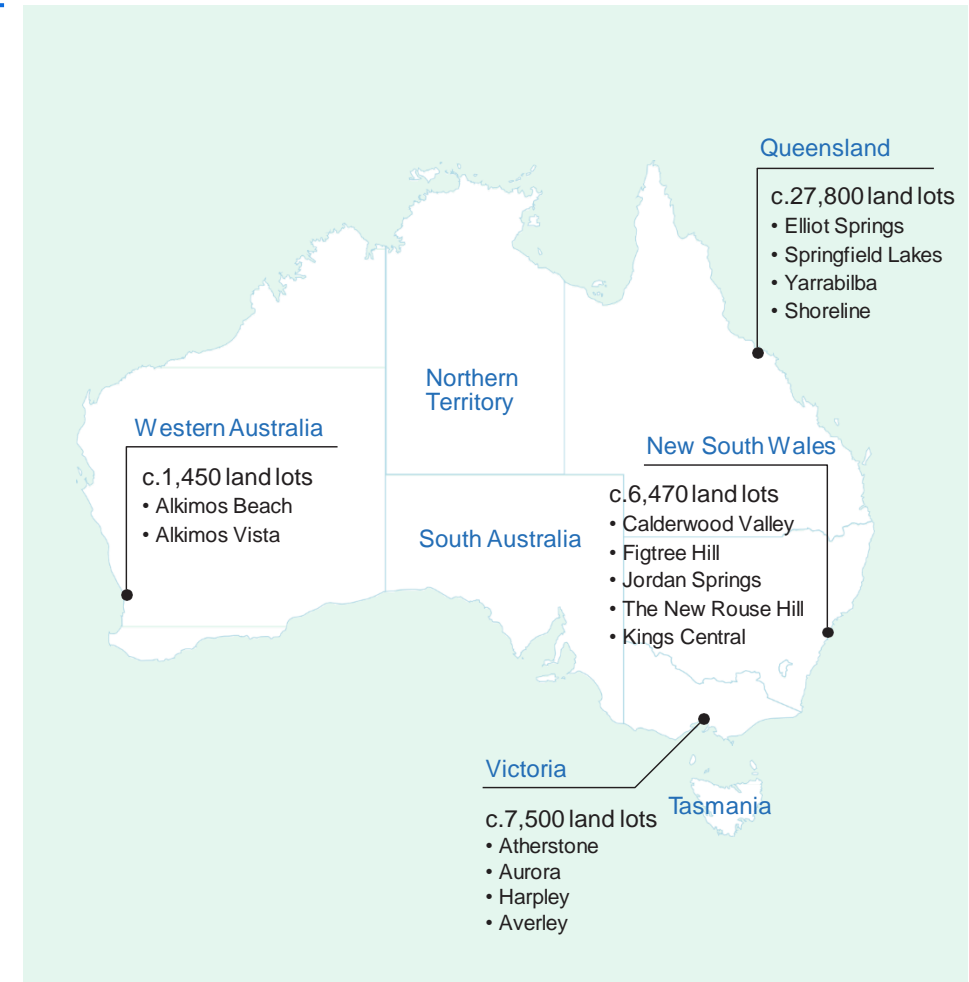 Queensland
c.27,800 land lots
• Elliot Springs
• Springfield Lakes
• Yarrabilba
• Shoreline
Northern
Territory
Western Australia
c.1,450 land lots
• Alkimos Beach
• Alkimos Vista
New South Wales
c.6,470 land lots
• Calderwood Valley
• Figtree Hill
• Jordan Springs
• The New Rouse Hill
• Kings Central
South Australia
Victoria
c.7,500 land lots
• Atherstone
• Aurora
• Harpley
• Averley
Tasmania